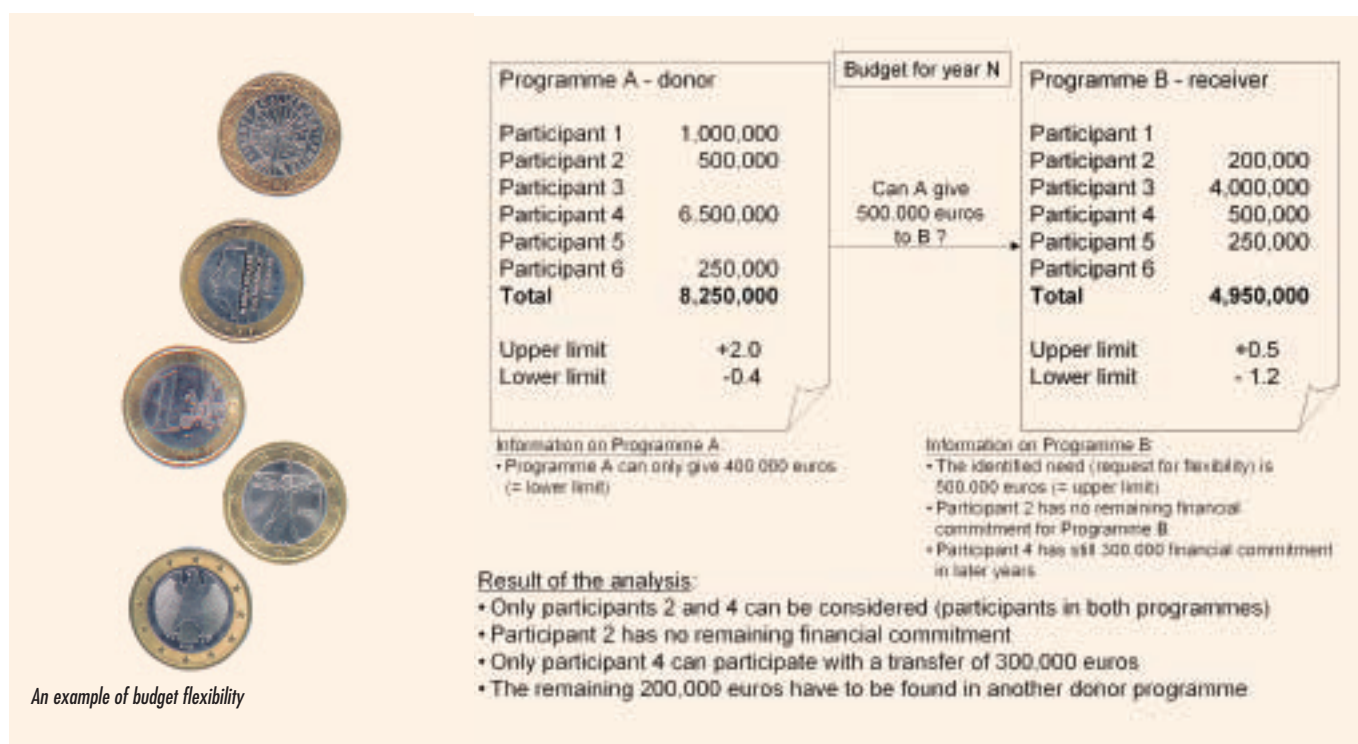 Budget for year N
Programme A - donor
Participant 1 1,000,000
Participant 2 500,000
Participant 3
Participant 4 6.500,000
Participant 5
Participant 6 250,000
Total 8,250,000
Upper limit +2.0
Lower limit -0.4
Can A give
500.000 euros
to B ?
Programme B - receiver
Participant 1
Participant 2 200,000
Participant 3 4,000,000
Participant 4 500,000
Participant 5 250,000
Participant 6
Total 4,950,000
Upper limit +0.5
Lower limit - 1.2
Information on Programme A:
• Programme A can only give 400.000 euros
(= lower limit)
Information on Programme B
• The identified need (request for flexibility) is
500.000 euros (= upper limit)
• Participant 2 has no remaining financial
commitment for Programme B
• Participant 4 has still 300.000 financial commitment
in later years
Result of the analysis:
• Only participants 2 and 4 can be considered (participants in both programmes)
• Participant 2 has no remaining financial commitment
• Only participant 4 can participate with a transfer of 300,000 euros
• The remaining 200,000 euros have to be found in another donor programme
An example of budget flexibility